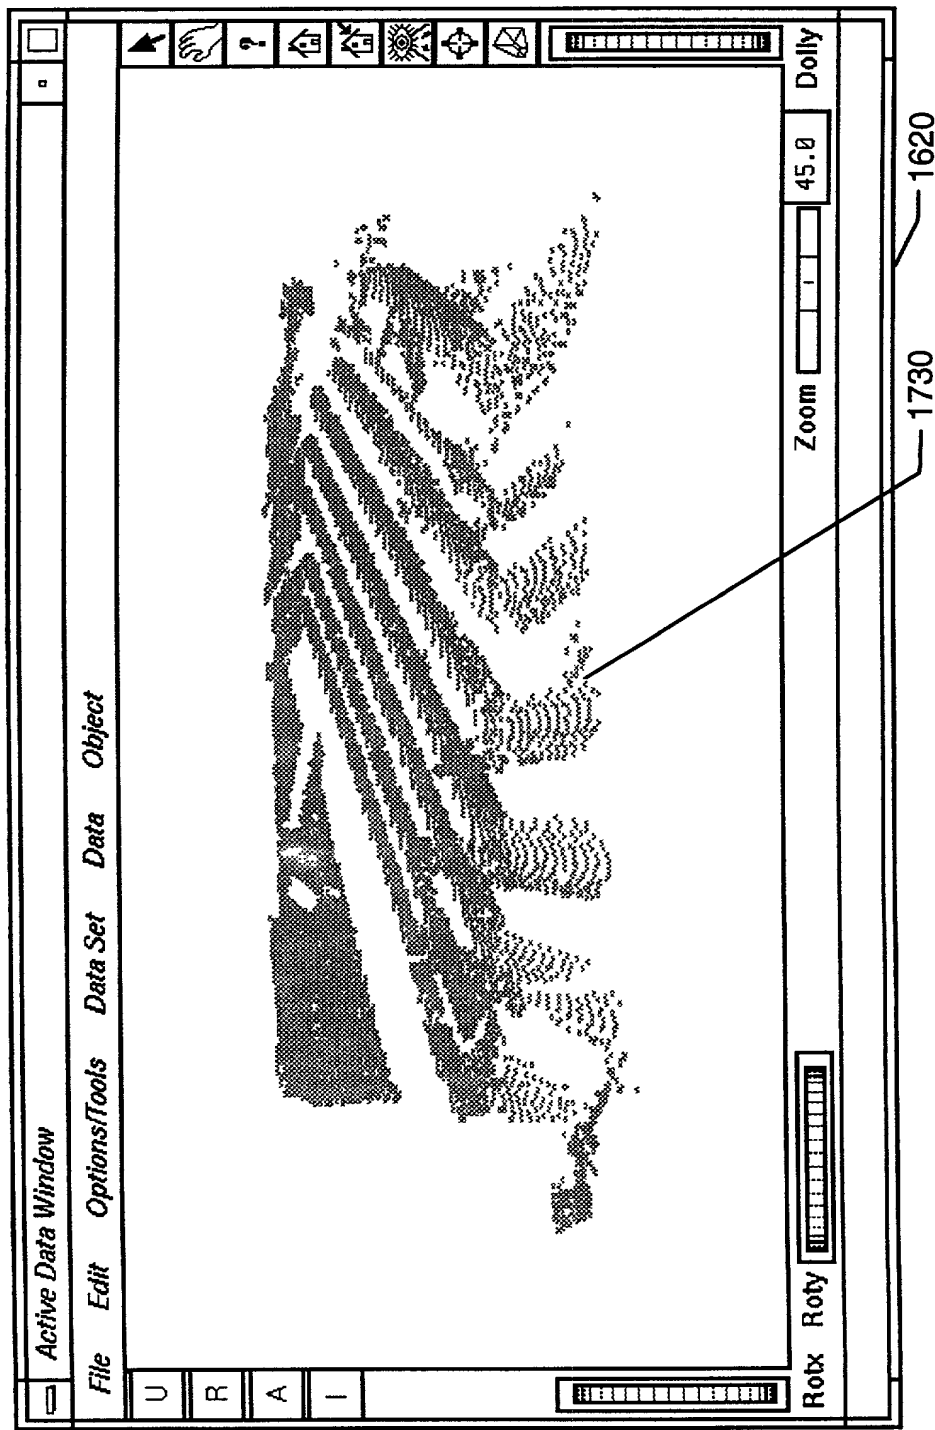 Active Data Window
File Edit Options/Tools Data Set Data Object
U
R
A
I
?
Rotx Roty Zoom 45.0 Dolly
1730
1620